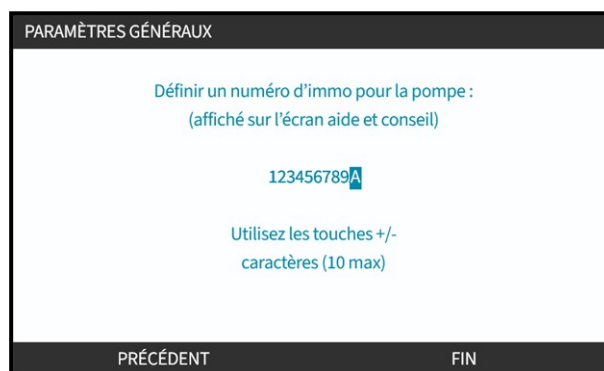 PARAMÈTRES GÉNÉRAUX
Définir un numéro d’immo pour la pompe :
(affiché sur l’écran aide et conseil)
123456789A
Utilisez les touches +/-
caractères (10 max)
PRÉCÉDENT FIN